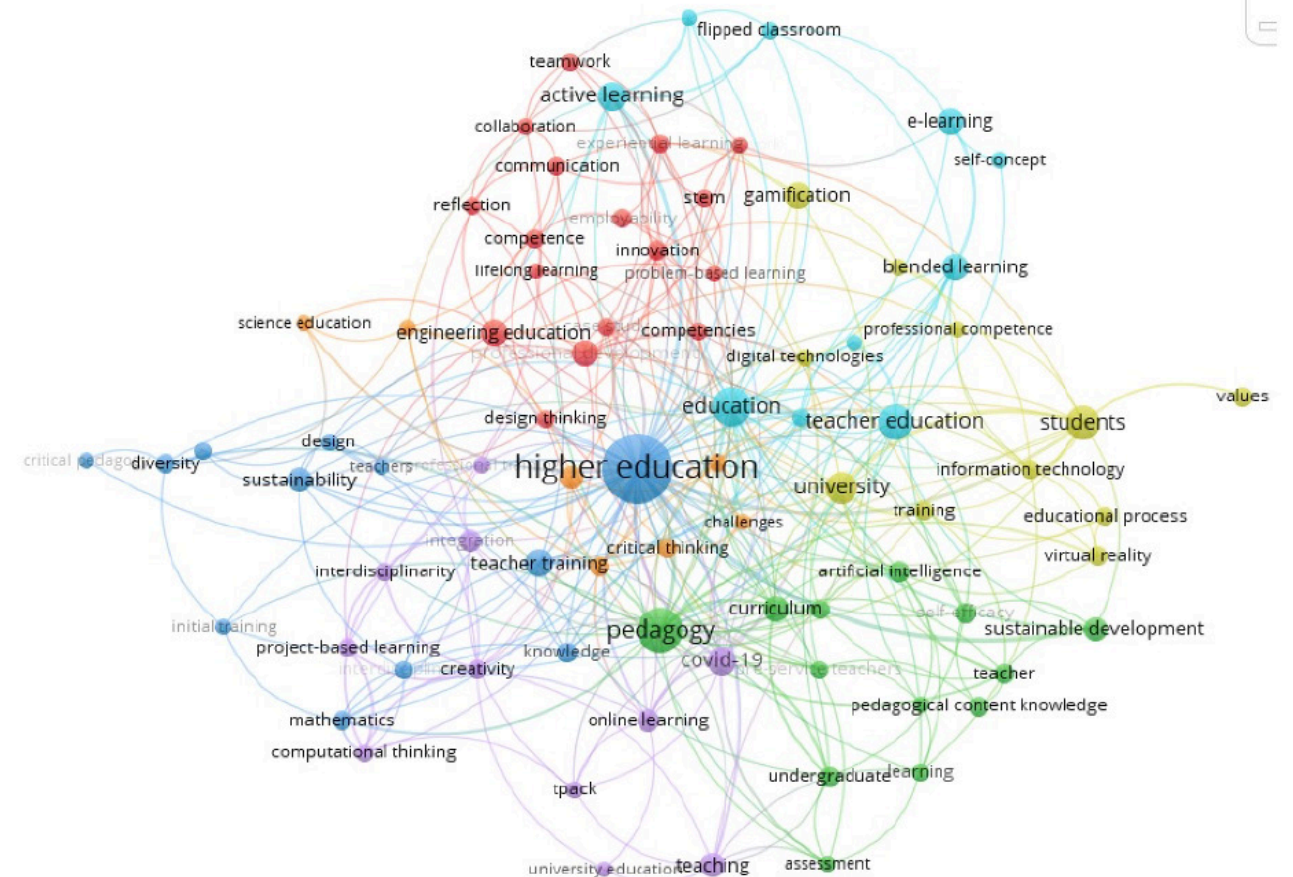 flipped classroom
teamwork
active learning
e-learning
collaboration
experiential learning
self-concept
communication
gamification
stem
reflection
employability
competence
innovation
blended learning
lifelong learning
problem-based learning
science education
engineering education
competencies
professional competence
professional development
digital technologies
values
education
design thinking
teacher education
students
design
critical
diversity
teachers
higher education
information technology
sustainability
university
training
educational process
challenges
integration
critical thinking
virtual reality
teacher training
interdisciplinarity
artificial intelligence
curriculum
self-efficacy
initial training
pedagogy
sustainable development
project-based learning
knowledge
covid-19
creativity
pre-service teachers
teacher
pedagogical content knowledge
mathematics
online learning
computational thinking
undergraduate
learning
tpack
university education
teaching
assessment